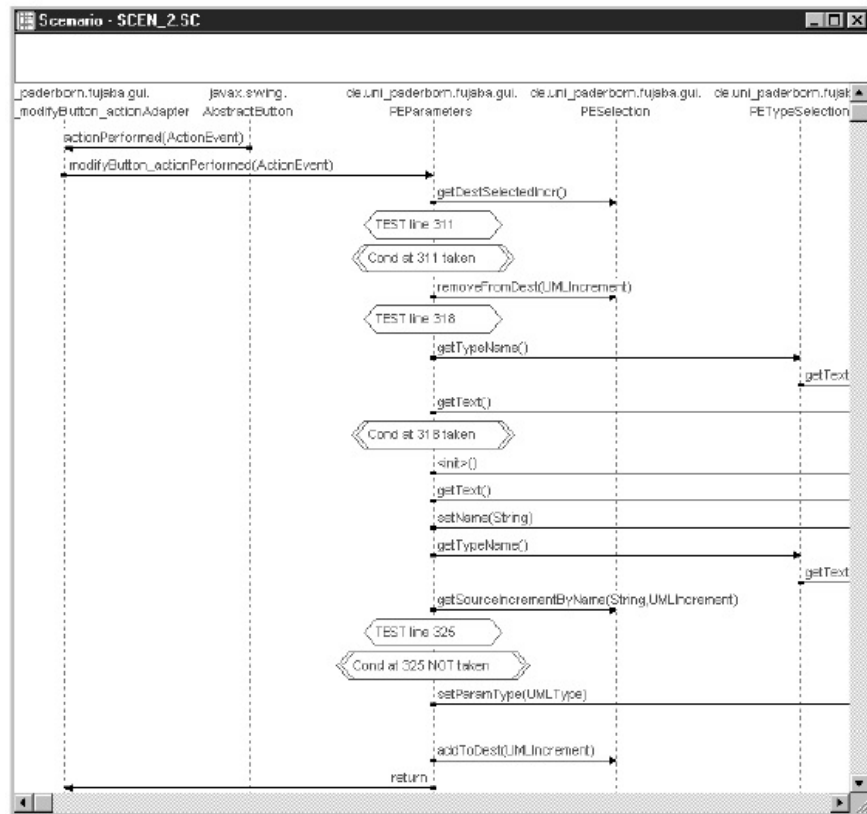 Scenario - SCEN_2.SC
_paderborn.fujaba.gui. javax.swing. de.uni_paderborn.fujaba.gui. de.uni_paderborn.fujaba.gui. de.uni_paderborn.fujab
_modifyButton_actionAdapter AbstractButton PEParameters PESelection PETypeSelection
actionPerformed(ActionEvent)
modifyButton_actionPerformed(ActionEvent)
getDestSelectedIncr()
TEST line 311
Cond at 311 taken
removeFromDest(UMLIncrement)
TEST line 318
getTypeName()
getText
getText()
Cond at 318 taken
<init>()
getText()
setName(String)
getTypeName()
getText
getSourceIncrementByName(String,UMLIncrement)
TEST line 325
Cond at 325 NOT taken
setParamType(UMLType)
addToDest(UMLIncrement)
return